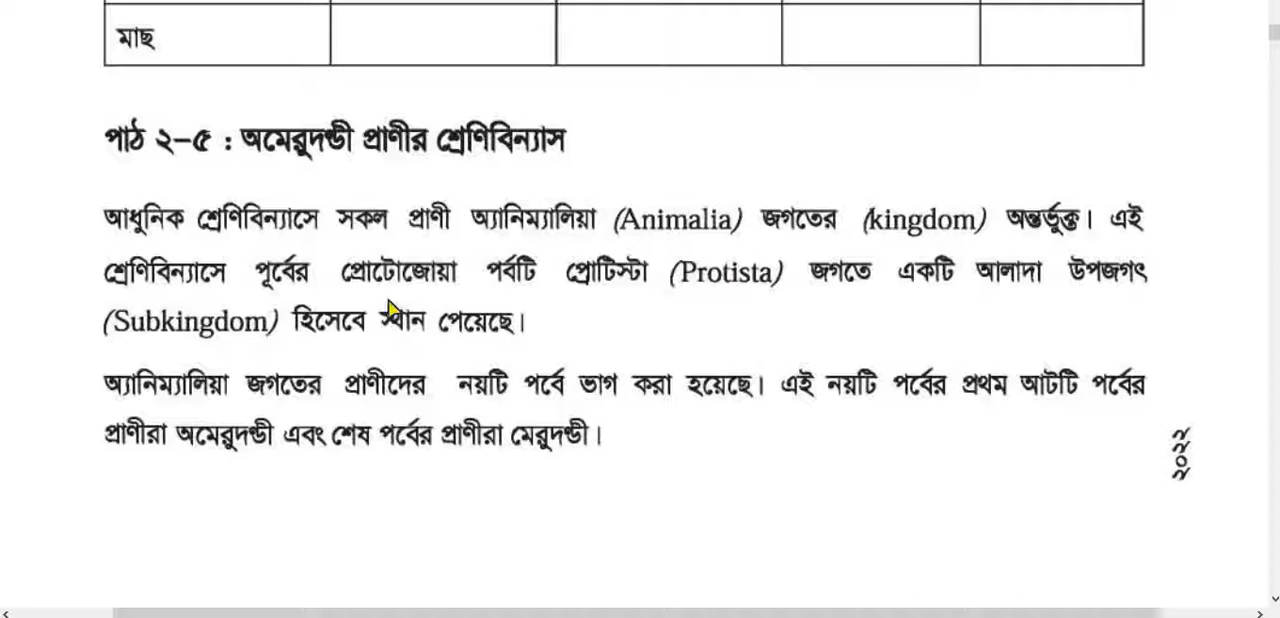 মাছ
পাঠ ২–৫ : অমেরুদণ্ডী প্রাণীর শ্রেণিবিন্যাস
আধুনিক শ্রেণিবিন্যাসে সকল প্রাণী অ্যানিম্যালিয়া (Animalia) জগতের (kingdom) অন্তর্ভুক্ত। এই
শ্রেণিবিন্যাসে পূর্বের প্রোটোজোয়া পর্বটি প্রোটিস্টা (Protista) জগতে একটি আলাদা উপজগৎ
(Subkingdom) হিসেবে স্থান পেয়েছে।
অ্যানিম্যালিয়া জগতের প্রাণীদের নয়টি পর্বে ভাগ করা হয়েছে। এই নয়টি পর্বের প্রথম আটটি পর্বের
প্রাণীরা অমেরুদণ্ডী এবং শেষ পর্বের প্রাণীরা মেরুদণ্ডী।
২০২২